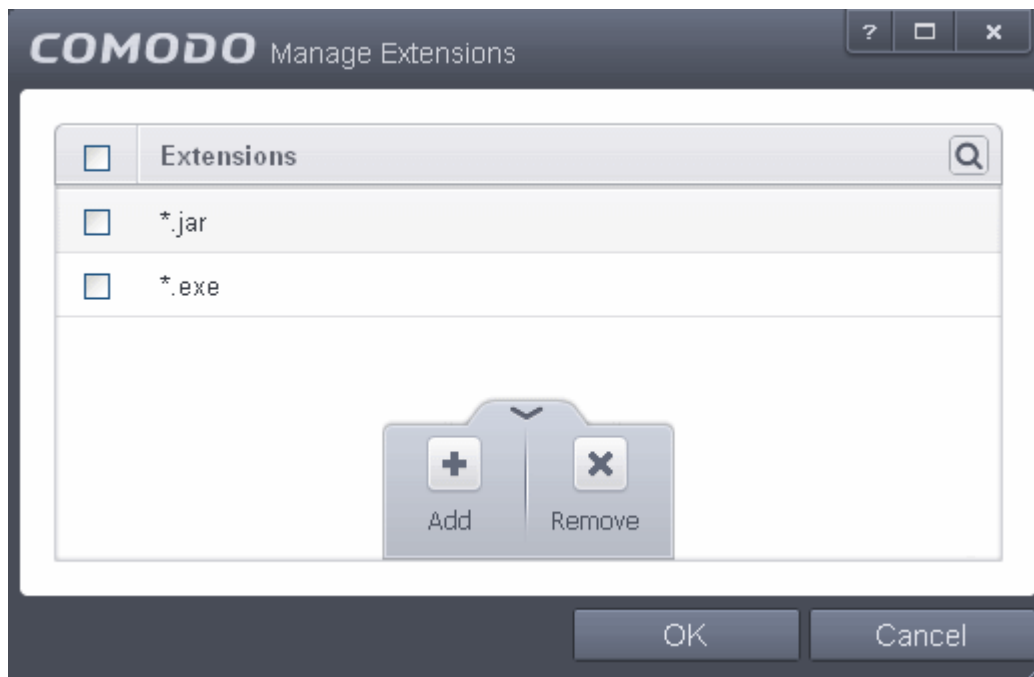 COMODO Manage Extensions ?
Extensions
*.jar
*.exe
Add Remove
OK Cancel